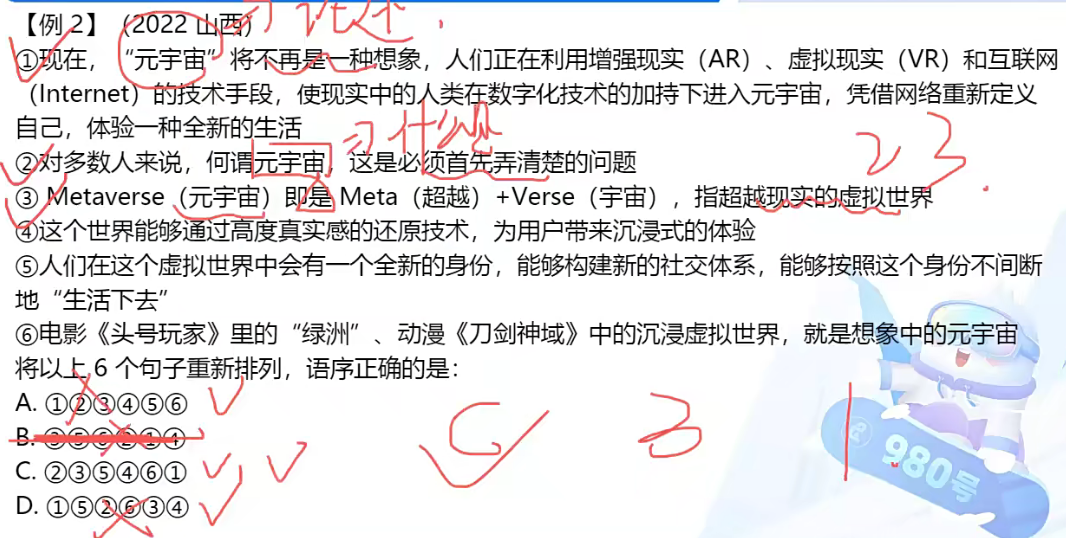 【例 2】（2022 山西）
习 论述.
①现在，“元宇宙”将不再是一种想象，人们正在利用增强现实（AR）、虚拟现实（VR）和互联网
（Internet）的技术手段，使现实中的人类在数字化技术的加持下进入元宇宙，凭借网络重新定义
自己，体验一种全新的生活
23.
②对多数人来说，何谓元宇宙，这是必须首先弄清楚的问题
③ Metaverse（元宇宙）即是 Meta（超越）+Verse（宇宙），指超越现实的虚拟世界
④这个世界能够通过高度真实感的还原技术，为用户带来沉浸式的体验
⑤人们在这个虚拟世界中会有一个全新的身份，能够构建新的社交体系，能够按照这个身份不间断
地“生活下去”
⑥电影《头号玩家》里的“绿洲”、动漫《刀剑神域》中的沉浸虚拟世界，就是想象中的元宇宙
将以上 6 个句子重新排列，语序正确的是：
A. ①②③④⑤⑥
B. ③⑤⑥②①④
C. ②③⑤④⑥①
D. ①⑤②⑥③④
3
980号